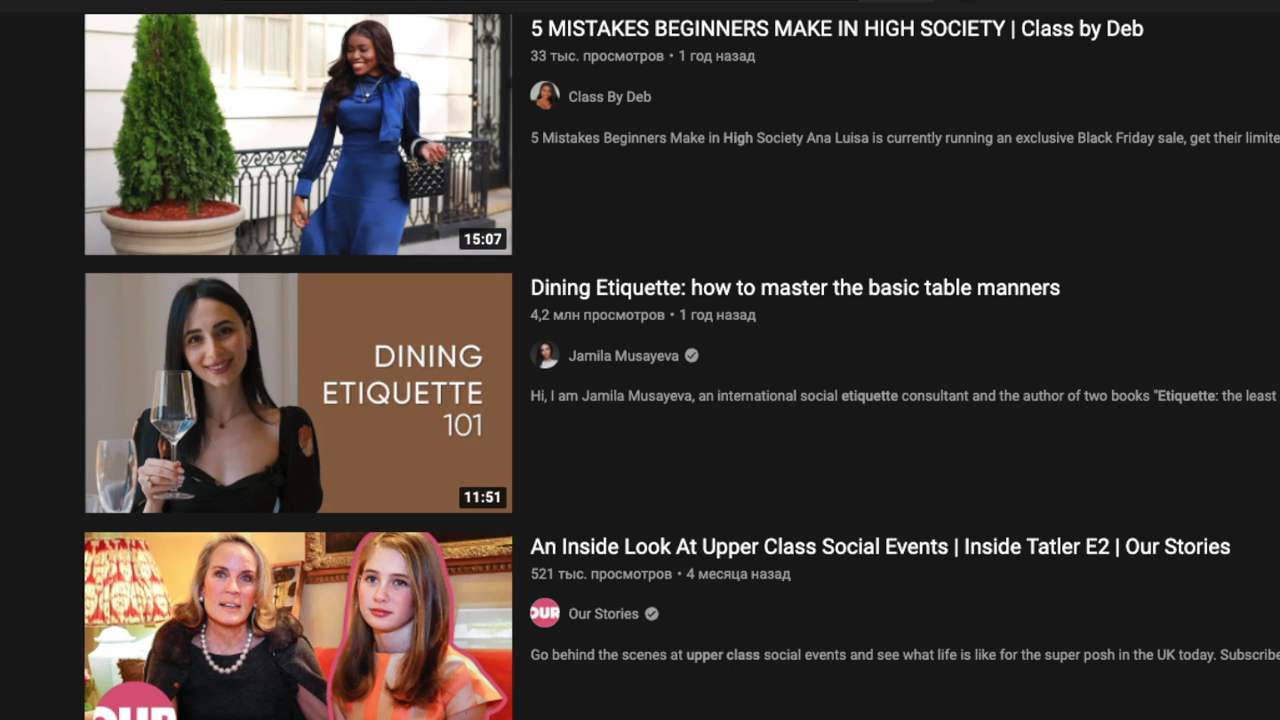 5 MISTAKES BEGINNERS MAKE IN HIGH SOCIETY | Class by Deb
33 тыс. просмотров • 1 год назад
Class By Deb
5 Mistakes Beginners Make in High Society Ana Luisa is currently running an exclusive Black Friday sale, get their limite
15:07
Dining Etiquette: how to master the basic table manners
4,2 млн просмотров • 1 год назад
DINING
ETIQUETTE
101
Jamila Musayeva
Hi, I am Jamila Musayeva, an international social etiquette consultant and the author of two books "Etiquette: the least
11:51
An Inside Look At Upper Class Social Events | Inside Tatler E2 | Our Stories
521 тыс. просмотров • 4 месяца назад
OUR
Our Stories
Go behind the scenes at upper class social events and see what life is like for the super posh in the UK today. Subscribe
OUR